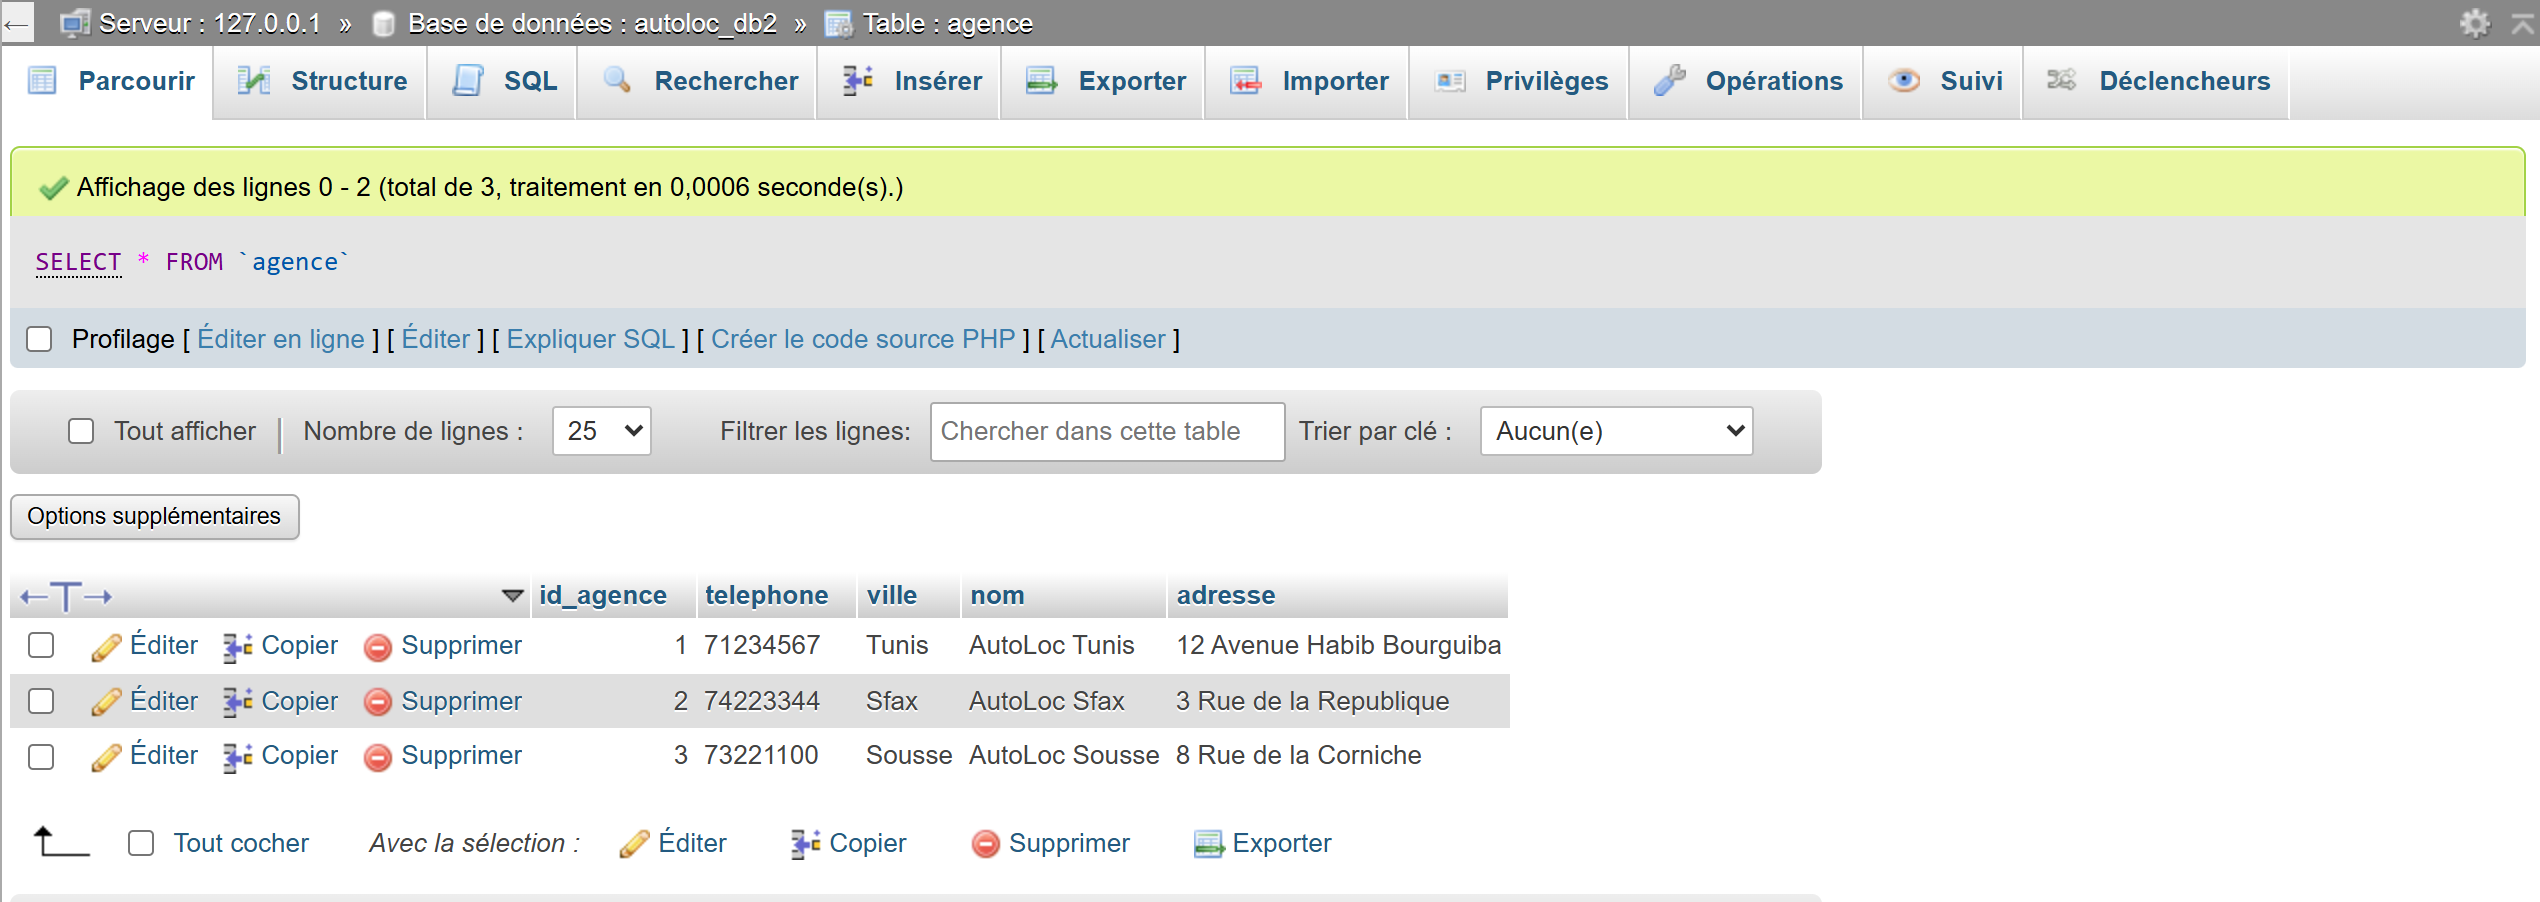 Serveur : 127.0.0.1 » Base de données : autoloc_db2 » Table : agence
Parcourir Structure SQL Rechercher Insérer Exporter Importer Privilèges Opérations Suivi Déclencheurs
Affichage des lignes 0 - 2 (total de 3, traitement en 0,0006 seconde(s).)
SELECT * FROM `agence`
Profilage [ Éditer en ligne ] [ Éditer ] [ Expliquer SQL ] [ Créer le code source PHP ] [ Actualiser ]
Tout afficher | Nombre de lignes : 25 Filtrer les lignes: Chercher dans cette table Trier par clé : Aucun(e)
Options supplémentaires
←T→ id_agence telephone ville nom adresse
Éditer Copier Supprimer 1 71234567 Tunis AutoLoc Tunis 12 Avenue Habib Bourguiba
Éditer Copier Supprimer 2 74223344 Sfax AutoLoc Sfax 3 Rue de la Republique
Éditer Copier Supprimer 3 73221100 Sousse AutoLoc Sousse 8 Rue de la Corniche
Tout cocher Avec la sélection : Éditer Copier Supprimer Exporter